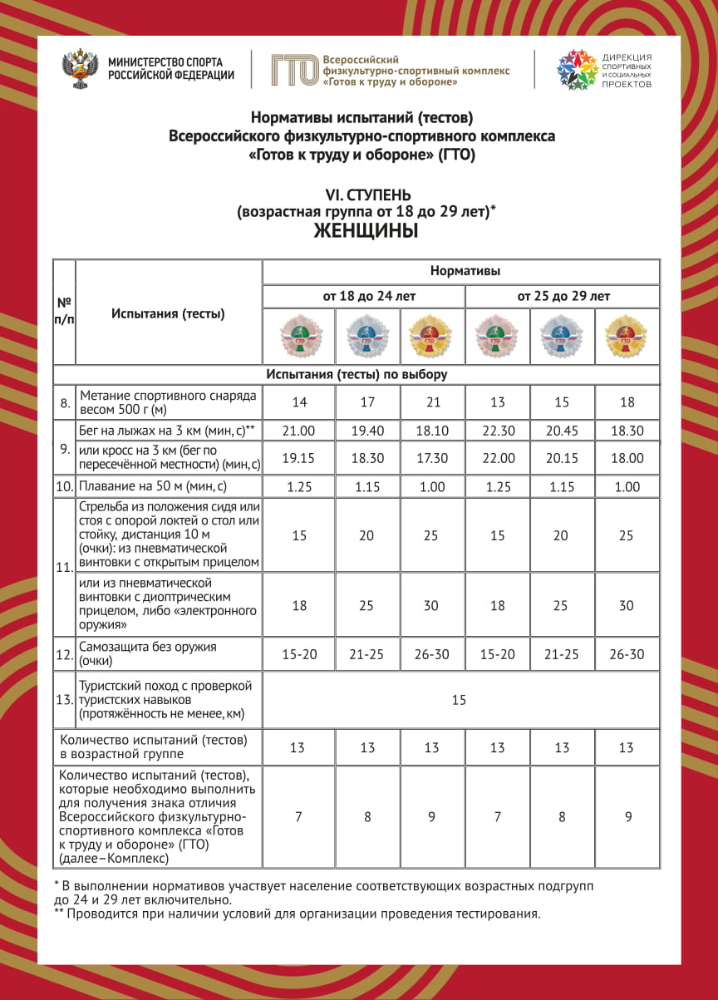 МИНИСТЕРСТВО СПОРТА
РОССИЙСКОЙ ФЕДЕРАЦИИ
ГТО
Всероссийский
физкультурно-спортивный комплекс
«Готов к труду и обороне»
ДИРЕКЦИЯ
СПОРТИВНЫХ
И СОЦИАЛЬНЫХ
ПРОЕКТОВ
Нормативы испытаний (тестов)
Всероссийского физкультурно-спортивного комплекса
«Готов к труду и обороне» (ГТО)
VI. СТУПЕНЬ
(возрастная группа от 18 до 29 лет)*
ЖЕНЩИНЫ
№
п/п
Испытания (тесты)
Нормативы
от 18 до 24 лет
от 25 до 29 лет
ГТО ГТО ГТО ГТО ГТО ГТО
Испытания (тесты) по выбору
8.
Метание спортивного снаряда
весом 500 г (м)
14 17 21 13 15 18
9.
Бег на лыжах на 3 км (мин, с)**
21.00 19.40 18.10 22.30 20.45 18.30
или кросс на 3 км (бег по
пересечённой местности) (мин, с)
19.15 18.30 17.30 22.00 20.15 18.00
10. Плавание на 50 м (мин, с) 1.25 1.15 1.00 1.25 1.15 1.00
11.
Стрельба из положения сидя или
стоя с опорой локтей о стол или
стойку, дистанция 10 м
(очки): из пневматической
винтовки с открытым прицелом
15 20 25 15 20 25
или из пневматической
винтовки с диоптрическим
прицелом, либо «электронного
оружия»
18 25 30 18 25 30
12.
Самозащита без оружия
(очки)
15-20 21-25 26-30 15-20 21-25 26-30
13.
Туристский поход с проверкой
туристских навыков
(протяжённость не менее, км)
15
Количество испытаний (тестов)
в возрастной группе
13 13 13 13 13 13
Количество испытаний (тестов),
которые необходимо выполнить
для получения знака отличия
Всероссийского физкультурно-
спортивного комплекса «Готов
к труду и обороне» (ГТО)
(далее–Комплекс)
7 8 9 7 8 9
* В выполнении нормативов участвует население соответствующих возрастных подгрупп
до 24 и 29 лет включительно.
** Проводится при наличии условий для организации проведения тестирования.